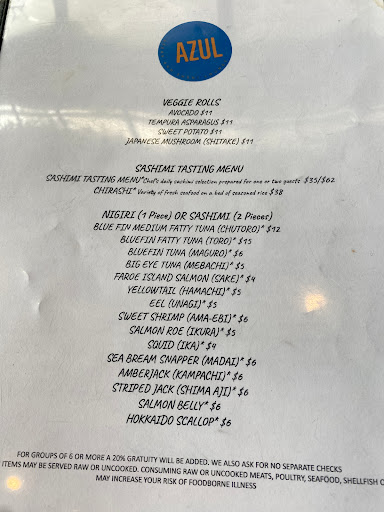 AZUL
VEGGIE ROLLS
AVOCADO $11
TEMPURA ASPARAGUS $11
SWEET POTATO $11
JAPANESE MUSHROOM (SHITAKE) $11
SASHIMI TASTING MENU
SASHIMI TASTING MENU*Chef's daily sashimi selection prepared for one or two guests $35/$62
CHIRASHI* Variety of fresh seafood on a bed of seasoned rice $38
NIGIRI (1 Piece) OR SASHIMI (2 Pieces)
BLUE FIN MEDIUM FATTY TUNA (CHUTORO)* $12
BLUEFIN FATTY TUNA (TORO)* $15
BLUEFIN TUNA (MAGURO)* $6
BIG EYE TUNA (MEBACHI)* $5
FAROE ISLAND SALMON (SAKE)* $4
YELLOWTAIL (HAMACHI)* $5
EEL (UNAGI)* $5
SWEET SHRIMP (AMA-EBI)* $6
SALMON ROE (IKURA)* $5
SQUID (IKA)* $4
SEA BREAM SNAPPER (MADAI)* $6
AMBERJACK (KAMPACHI)* $6
STRIPED JACK (SHIMA AJI)* $6
SALMON BELLY* $6
HOKKAIDO SCALLOP* $6
FOR GROUPS OF 6 OR MORE A 20% GRATUITY WILL BE ADDED. WE ALSO ASK FOR NO SEPARATE CHECKS
ITEMS MAY BE SERVED RAW OR UNCOOKED. CONSUMING RAW OR UNCOOKED MEATS, POULTRY, SEAFOOD, SHELLFISH
MAY INCREASE YOUR RISK OF FOODBORNE ILLNESS